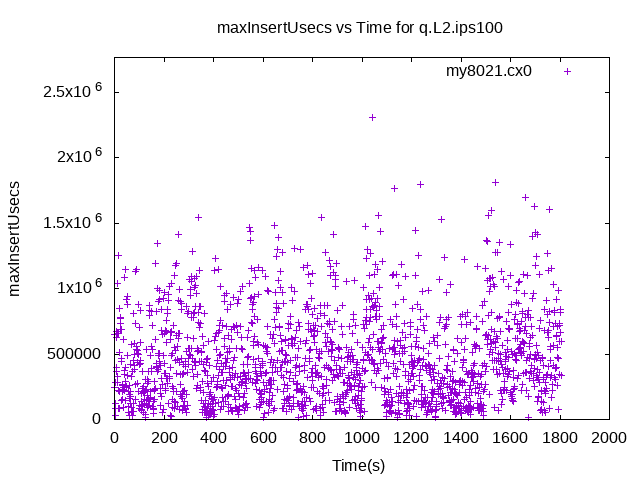 maxInsertUsecs vs Time for q.L2.ips100
my8021.cx0
2.5x10 6
2x10 6
1.5x10 6
1x10 6
500000
0
maxInsertUsecs
0 200 400 600 800 1000 1200 1400 1600 1800 2000
Time(s)